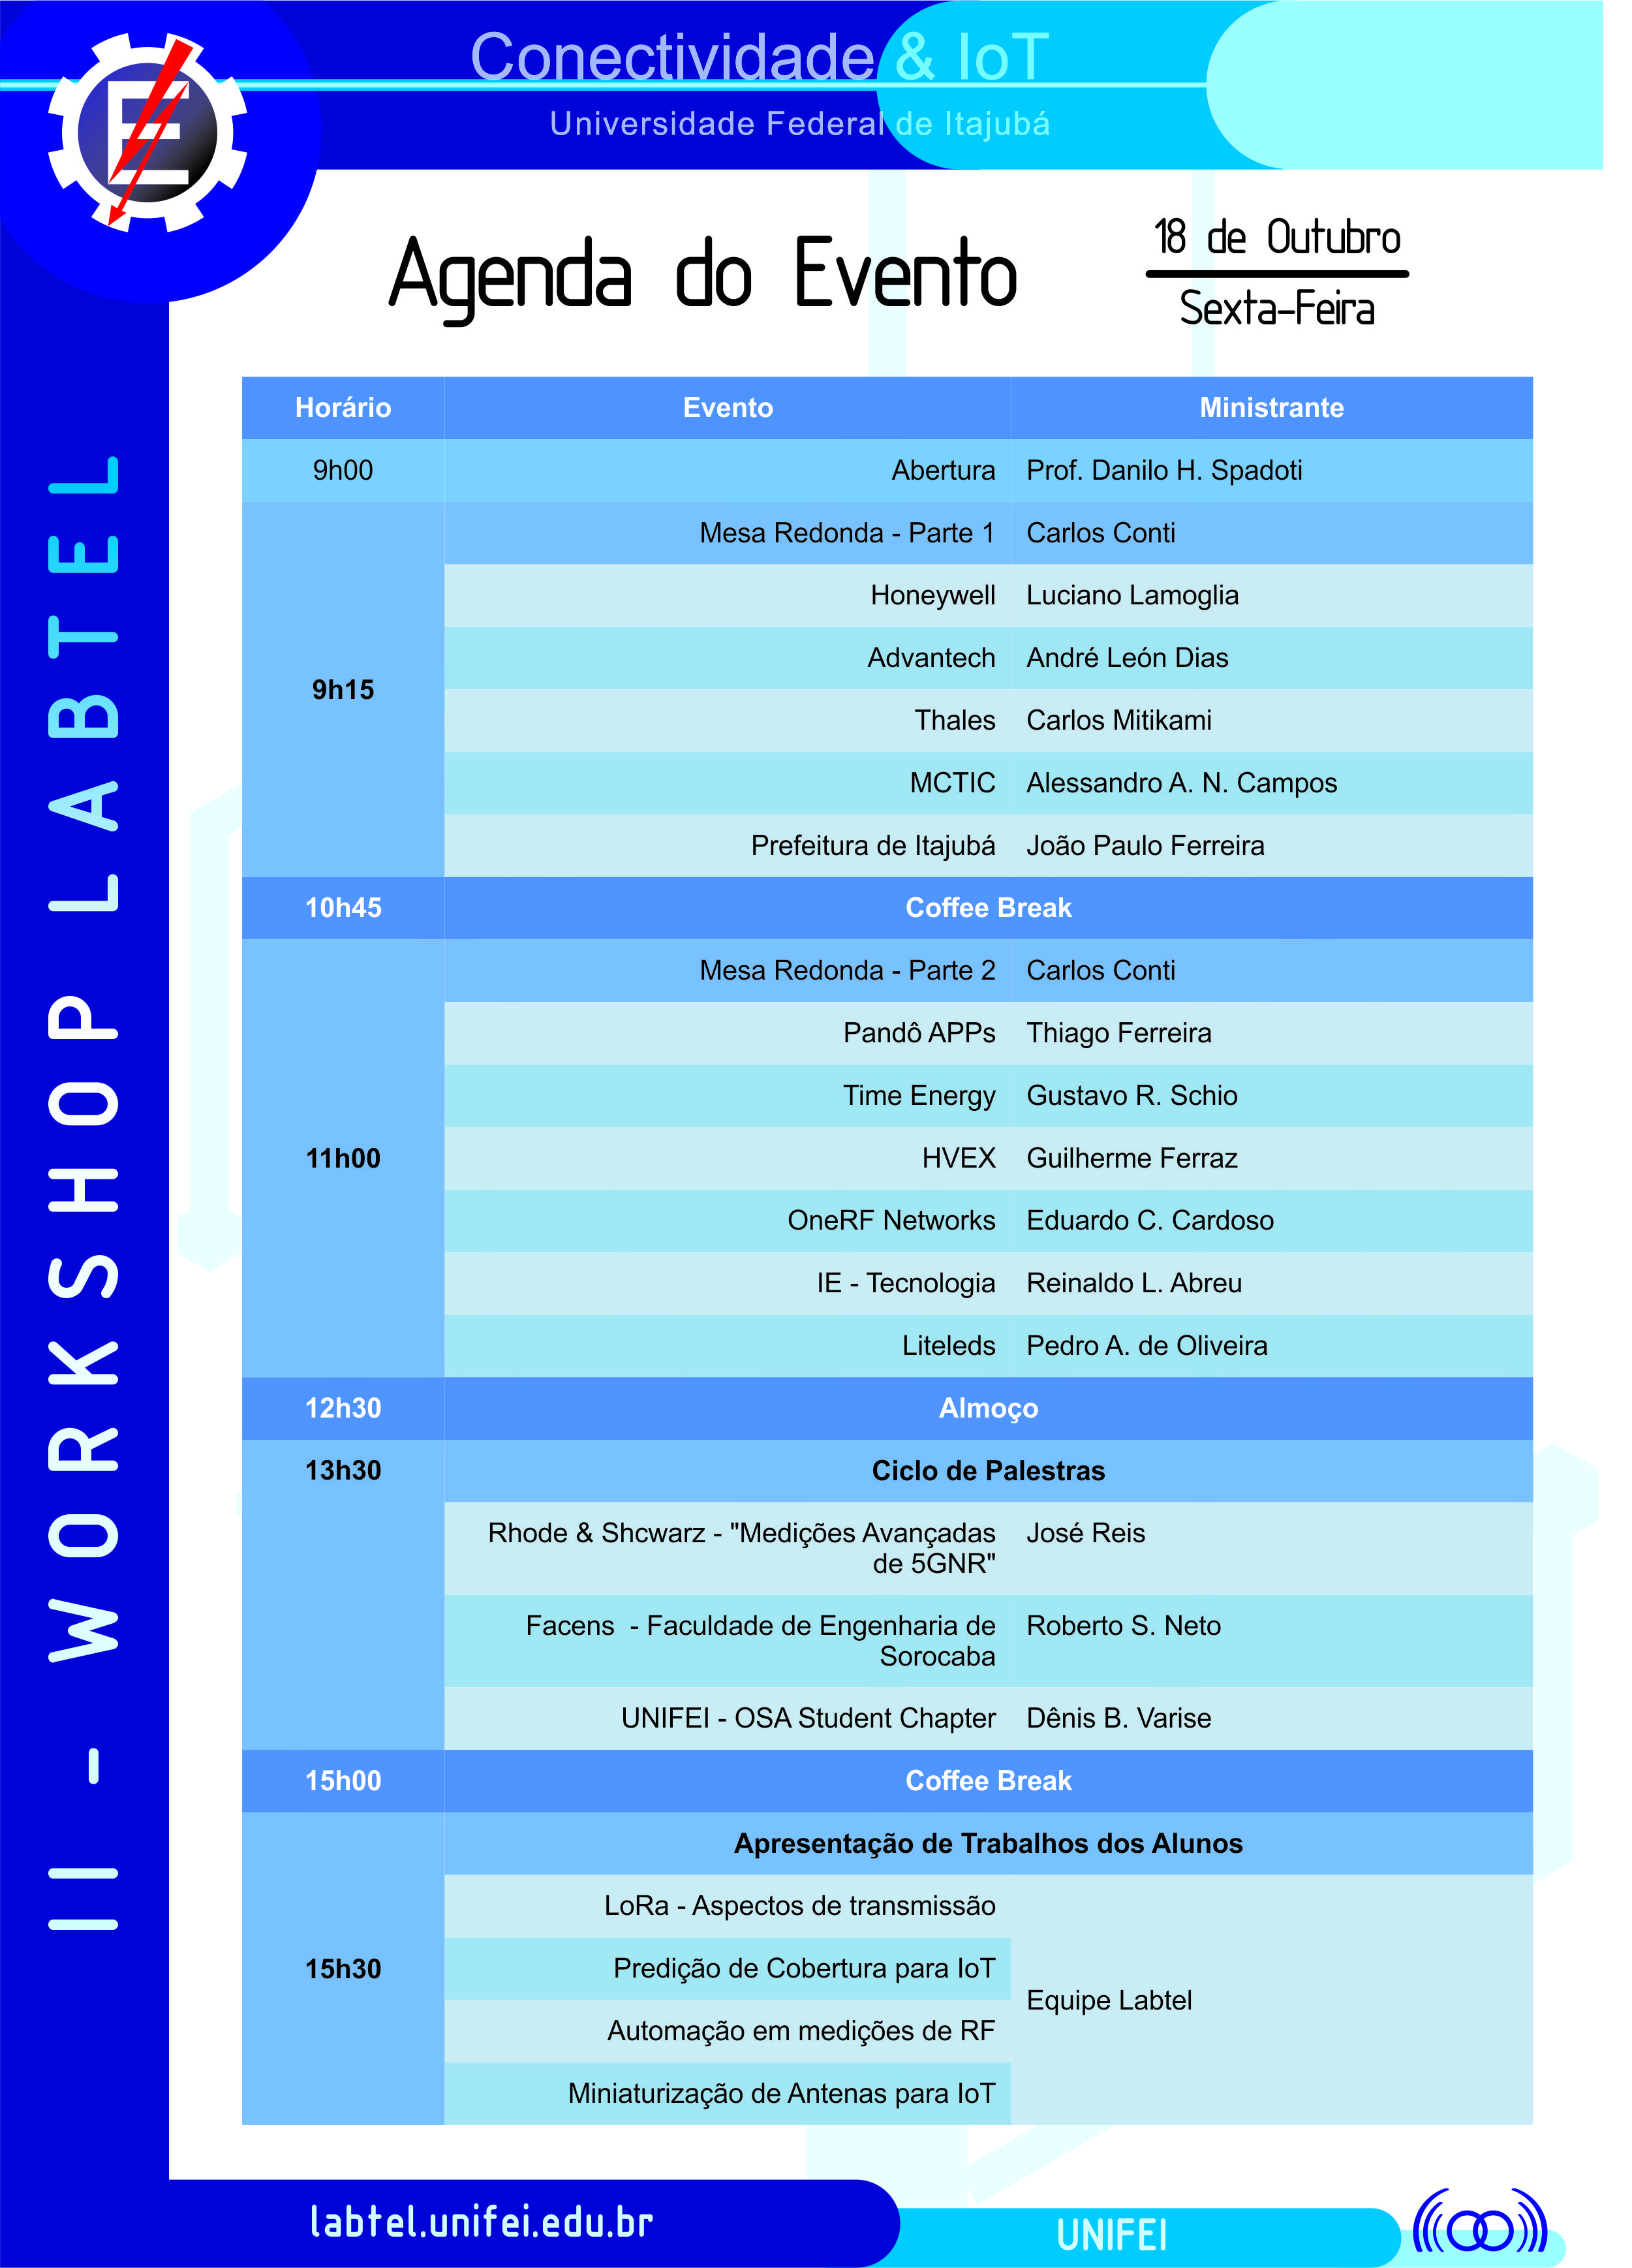 Conectividade & IoT
Universidade Federal de Itajubá
E
II - WORKSHOP LABTEL
Agenda do Evento
18 de Outubro
Sexta-Feira
Horário Evento Ministrante
9h00 Abertura Prof. Danilo H. Spadoti
9h15
Mesa Redonda - Parte 1 Carlos Conti
Honeywell Luciano Lamoglia
Advantech André León Dias
Thales Carlos Mitikami
MCTIC Alessandro A. N. Campos
Prefeitura de Itajubá João Paulo Ferreira
10h45 Coffee Break
11h00
Mesa Redonda - Parte 2 Carlos Conti
Pandô APPs Thiago Ferreira
Time Energy Gustavo R. Schio
HVEX Guilherme Ferraz
OneRF Networks Eduardo C. Cardoso
IE - Tecnologia Reinaldo L. Abreu
Liteleds Pedro A. de Oliveira
12h30 Almoço
13h30 Ciclo de Palestras
Rhode & Shcwarz - "Medições Avançadas José Reis
de 5GNR"
Facens - Faculdade de Engenharia de Roberto S. Neto
Sorocaba
UNIFEI - OSA Student Chapter Dênis B. Varise
15h00 Coffee Break
15h30
Apresentação de Trabalhos dos Alunos
LoRa - Aspectos de transmissão
Predição de Cobertura para IoT
Equipe Labtel
Automação em medições de RF
Miniaturização de Antenas para IoT
labtel.unifei.edu.br
UNIFEI